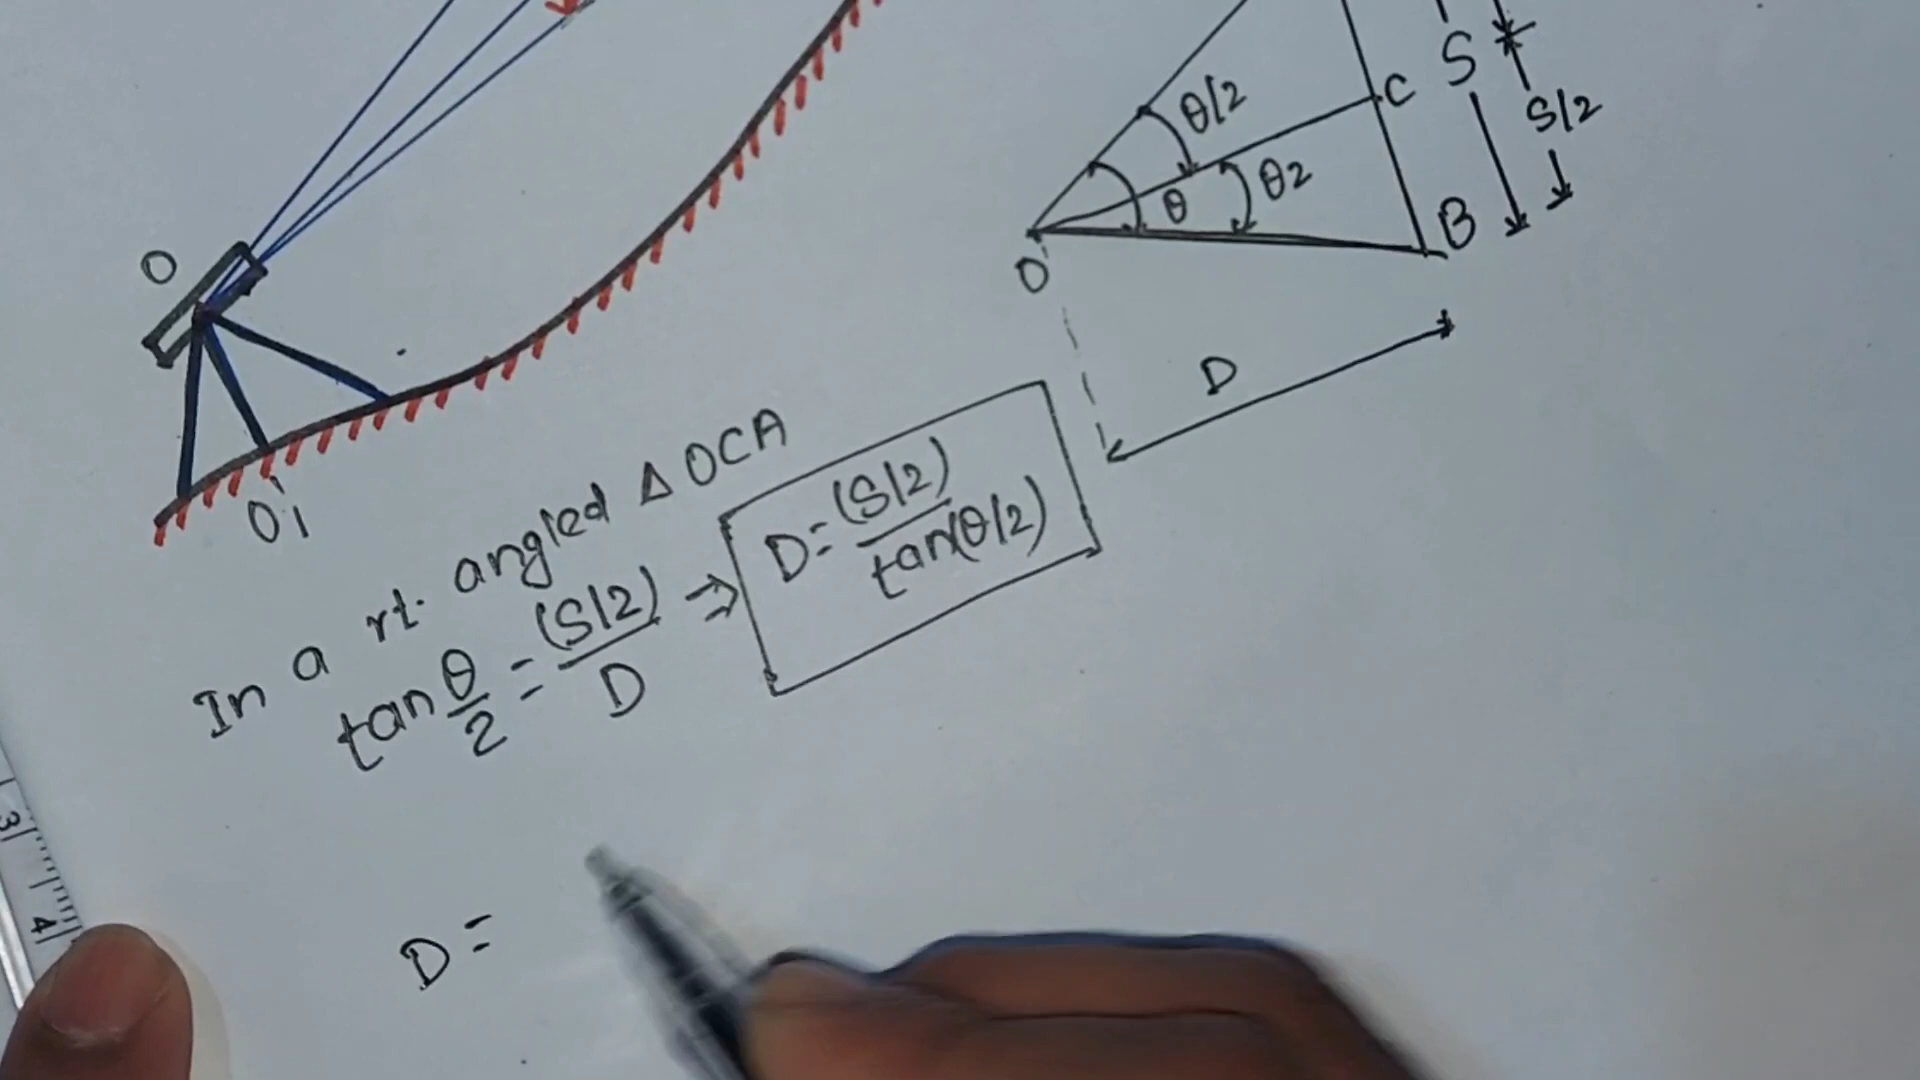 S
C
S/2
θ/2
θ2
θ
B
O
O
D
O'1
In a rt. angled Δ OCA
tan θ/2 = (S/2)/D ⇒ D = (S/2)/tan(θ/2)
3
4
D =